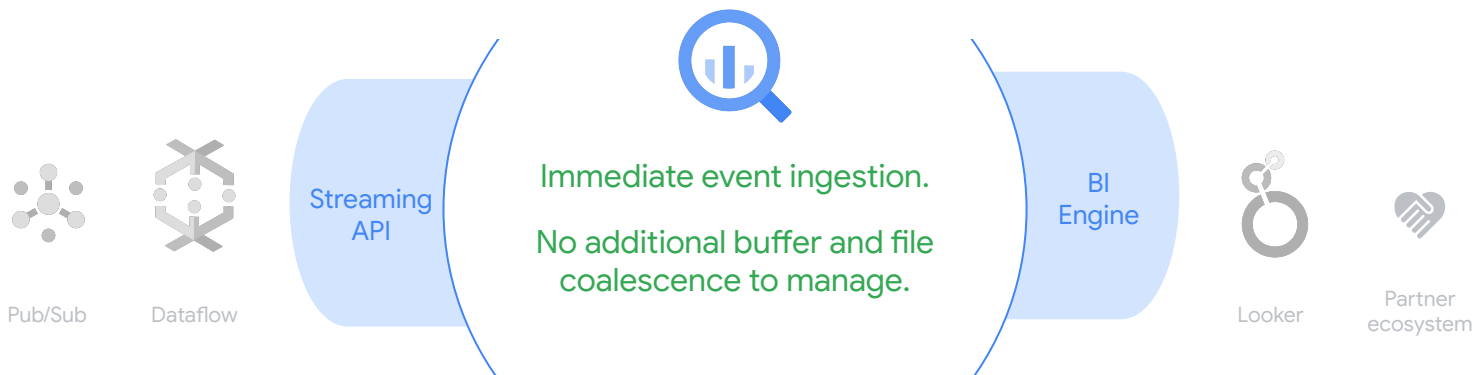 Pub/Sub
Dataflow
Streaming
API
Immediate event ingestion.
No additional buffer and file
coalescence to manage.
BI
Engine
Looker
Partner
ecosystem